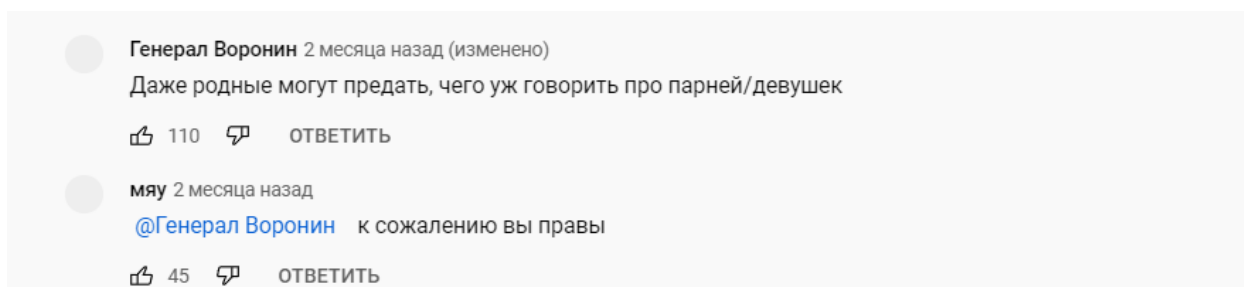 Генерал Воронин 2 месяца назад (изменено)
Даже родные могут предать, чего уж говорить про парней/девушек
110 ОТВЕТИТЬ
мяу 2 месяца назад
@Генерал Воронин к сожалению вы правы
45 ОТВЕТИТЬ